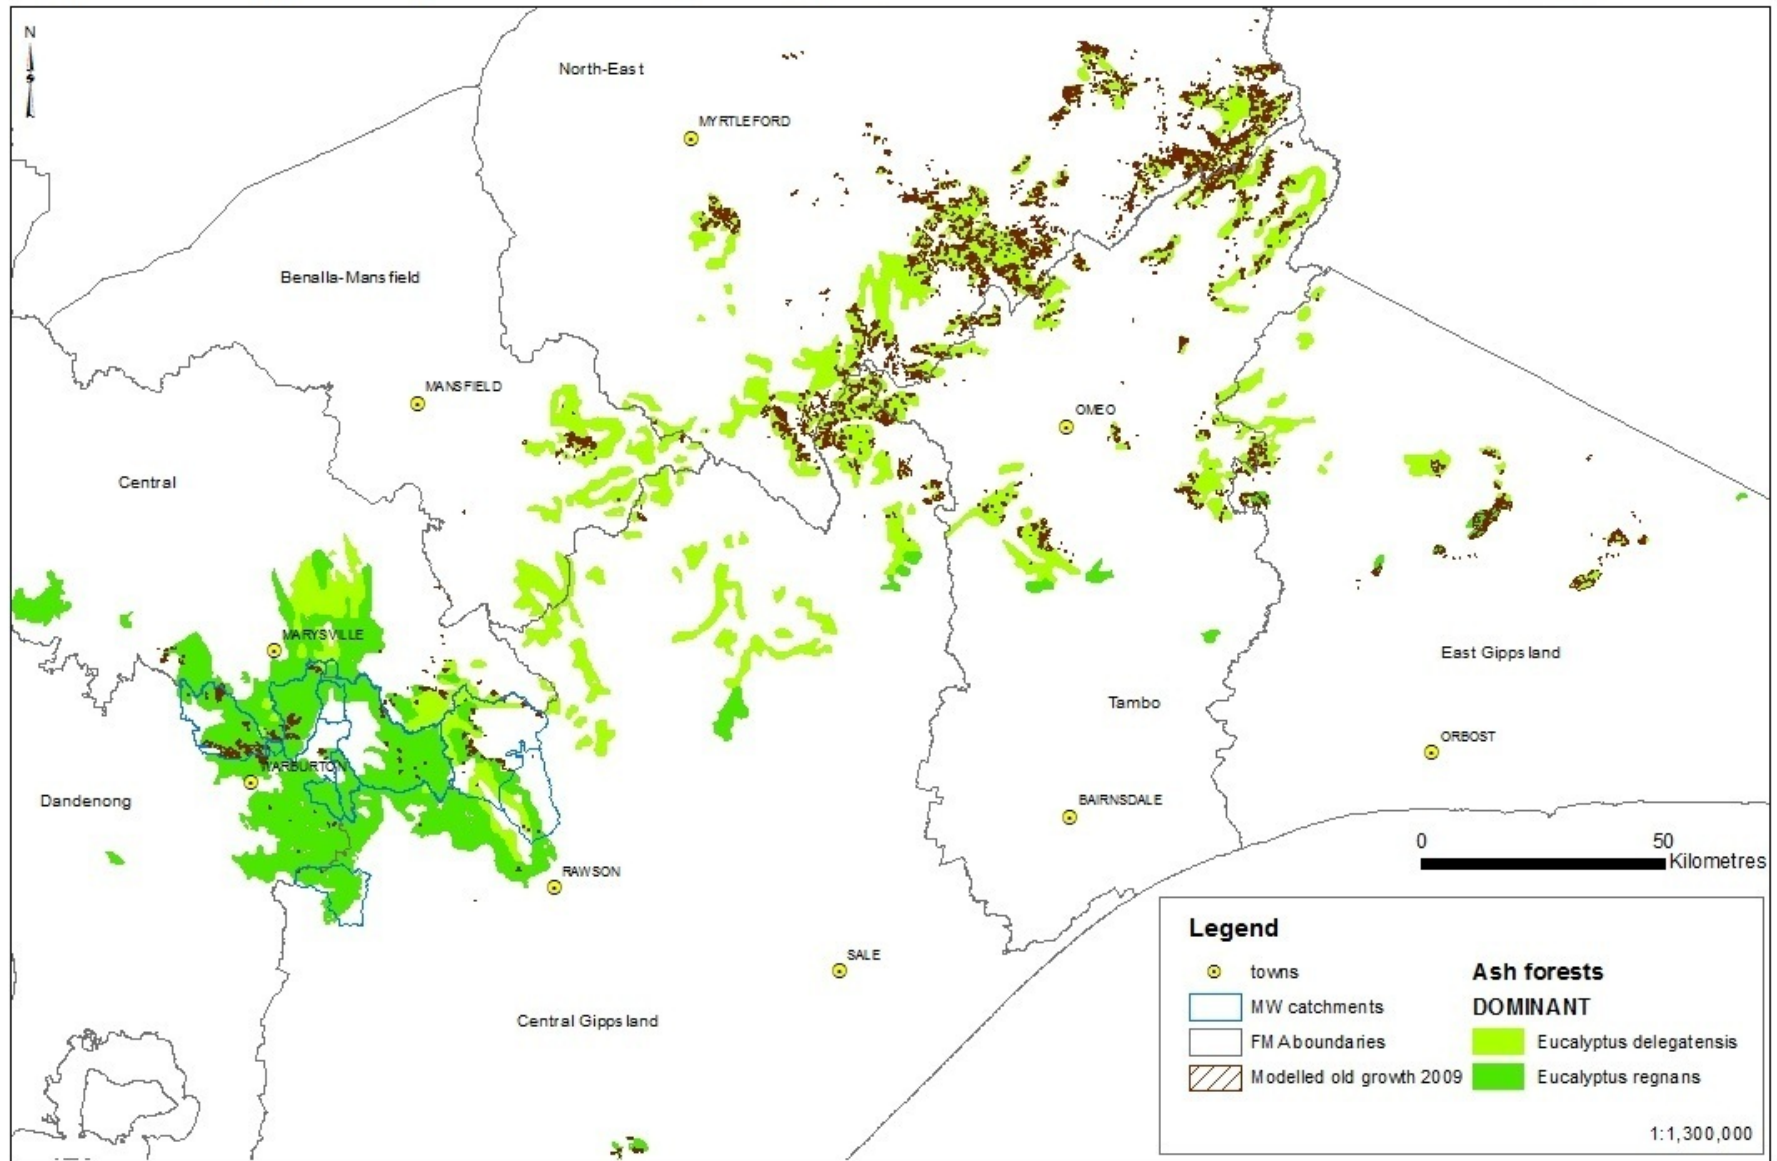 N
North-East
MYRTLEFORD
Benalla-Mansfield
MANSFIELD
OMEO
Central
MARYSVILLE
East Gippsland
Tambo
ORBOST
WARBURTON
Dandenong
BAIRNSDALE
0 50
Kilometres
RAWSON
SALE
Central Gippsland
Legend
towns
MW catchments
FMA boundaries
Modelled old growth 2009
Ash forests
DOMINANT
Eucalyptus delegatensis
Eucalyptus regnans
1:1,300,000